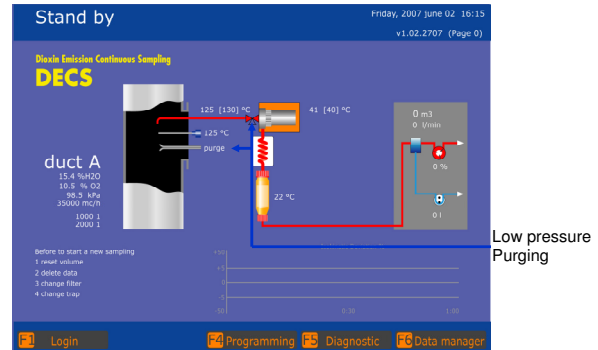 Stand by
Friday, 2007 june 02 16:15
v1.02.2707 (Page 0)
Dioxin Emission Continuous Sampling
DECS
125 [130] °C
41 [40] °C
125 °C
purge
0 m3
0 l/min
0 %
0 l
22 °C
duct A
15.4 %H2O
10.5 % O2
98.5 kPa
35000 mc/h
1000 1
2000 1
Low pressure
Purging
Before to start a new sampling
1 reset volume
2 delete data
3 change filter
4 change trap
+50
+5
0
-5
-50
0:30
1:00
F1 Login
F4 Programming
F5 Diagnostic
F6 Data manager